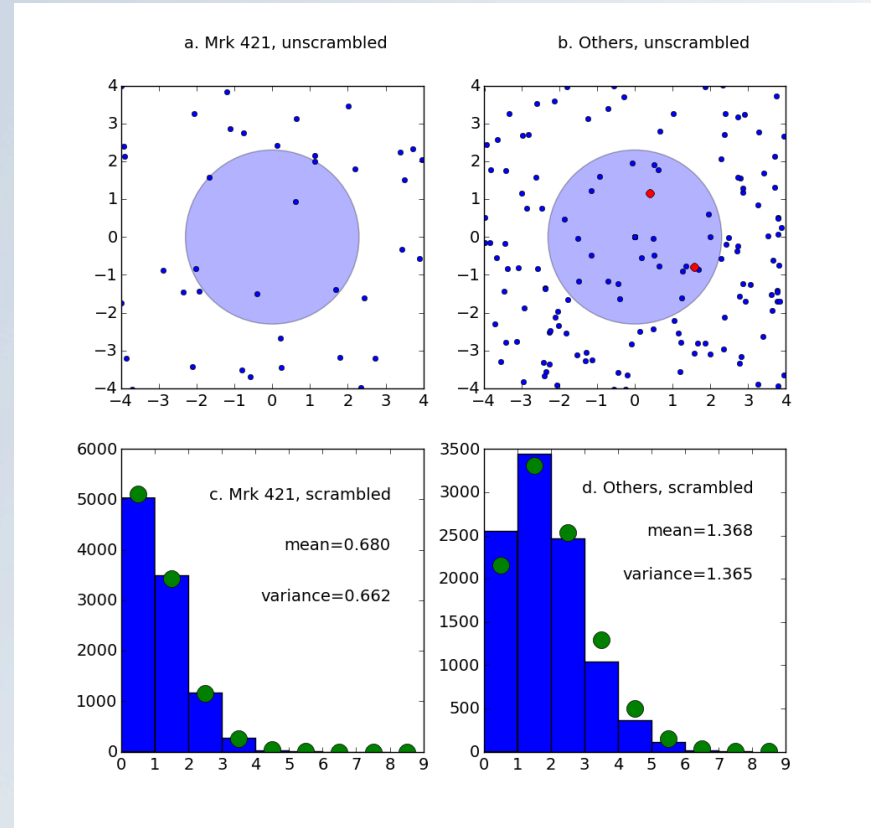 a. Mrk 421, unscrambled
b. Others, unscrambled
4
3
2
1
0
−1
−2
−3
−4
−4 −3 −2 −1 0 1 2 3 4
4
3
2
1
0
−1
−2
−3
−4
−4 −3 −2 −1 0 1 2 3 4
6000
5000
4000
3000
2000
1000
0
0 1 2 3 4 5 6 7 8 9
c. Mrk 421, scrambled
mean=0.680
variance=0.662
3500
3000
2500
2000
1500
1000
500
0
0 1 2 3 4 5 6 7 8 9
d. Others, scrambled
mean=1.368
variance=1.365